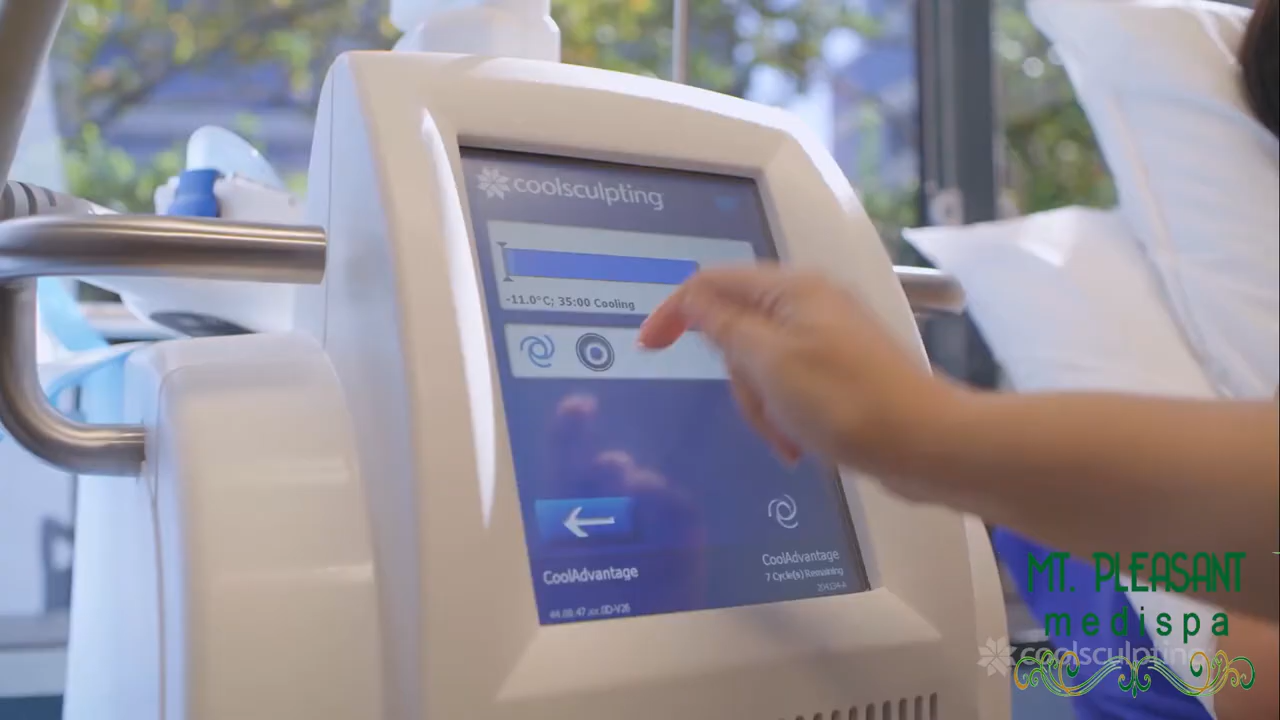 coolsculpting
-11.0°C; 35:00 Cooling
CoolAdvantage
CoolAdvantage
7 Cycle(s) Remaining
MT. PLEASANT
medispa
coolsculpting